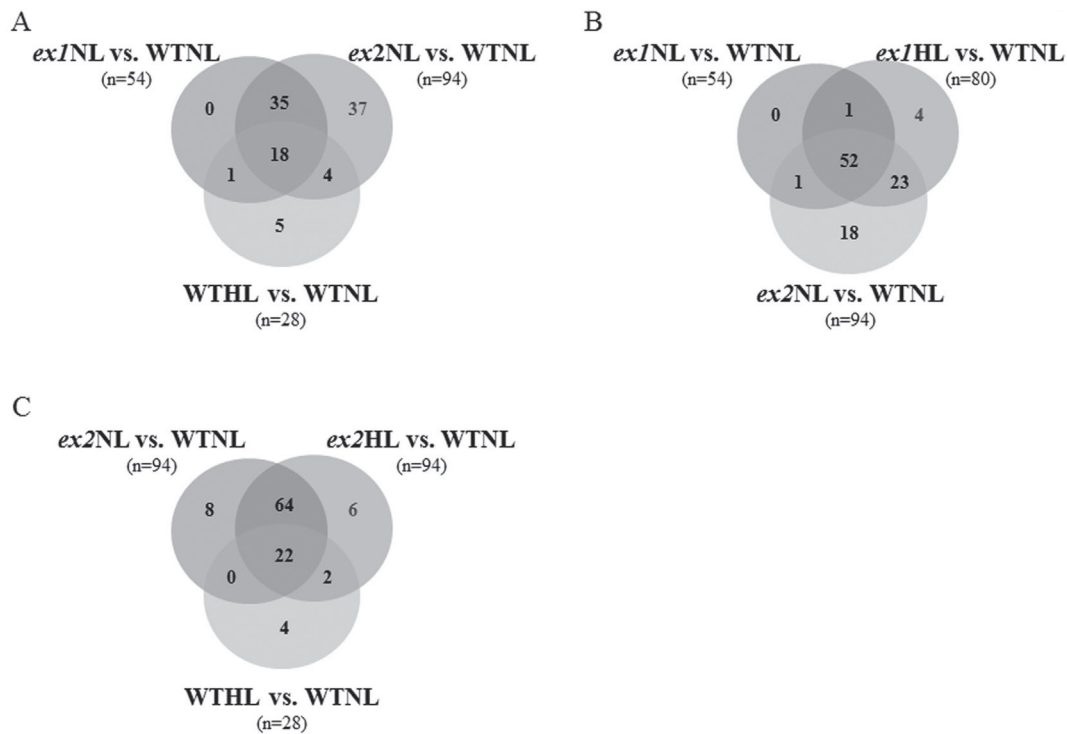 A
B
ex1NL vs. WTNL
ex2NL vs. WTNL
(n=54)
(n=94)
0
35
37
18
1
4
5
WTHL vs. WTNL
(n=28)
ex1NL vs. WTNL
ex1HL vs. WTNL
(n=54)
(n=80)
0
1
4
52
1
23
18
ex2NL vs. WTNL
(n=94)
C
ex2NL vs. WTNL
ex2HL vs. WTNL
(n=94)
(n=94)
8
64
6
22
0
2
4
WTHL vs. WTNL
(n=28)